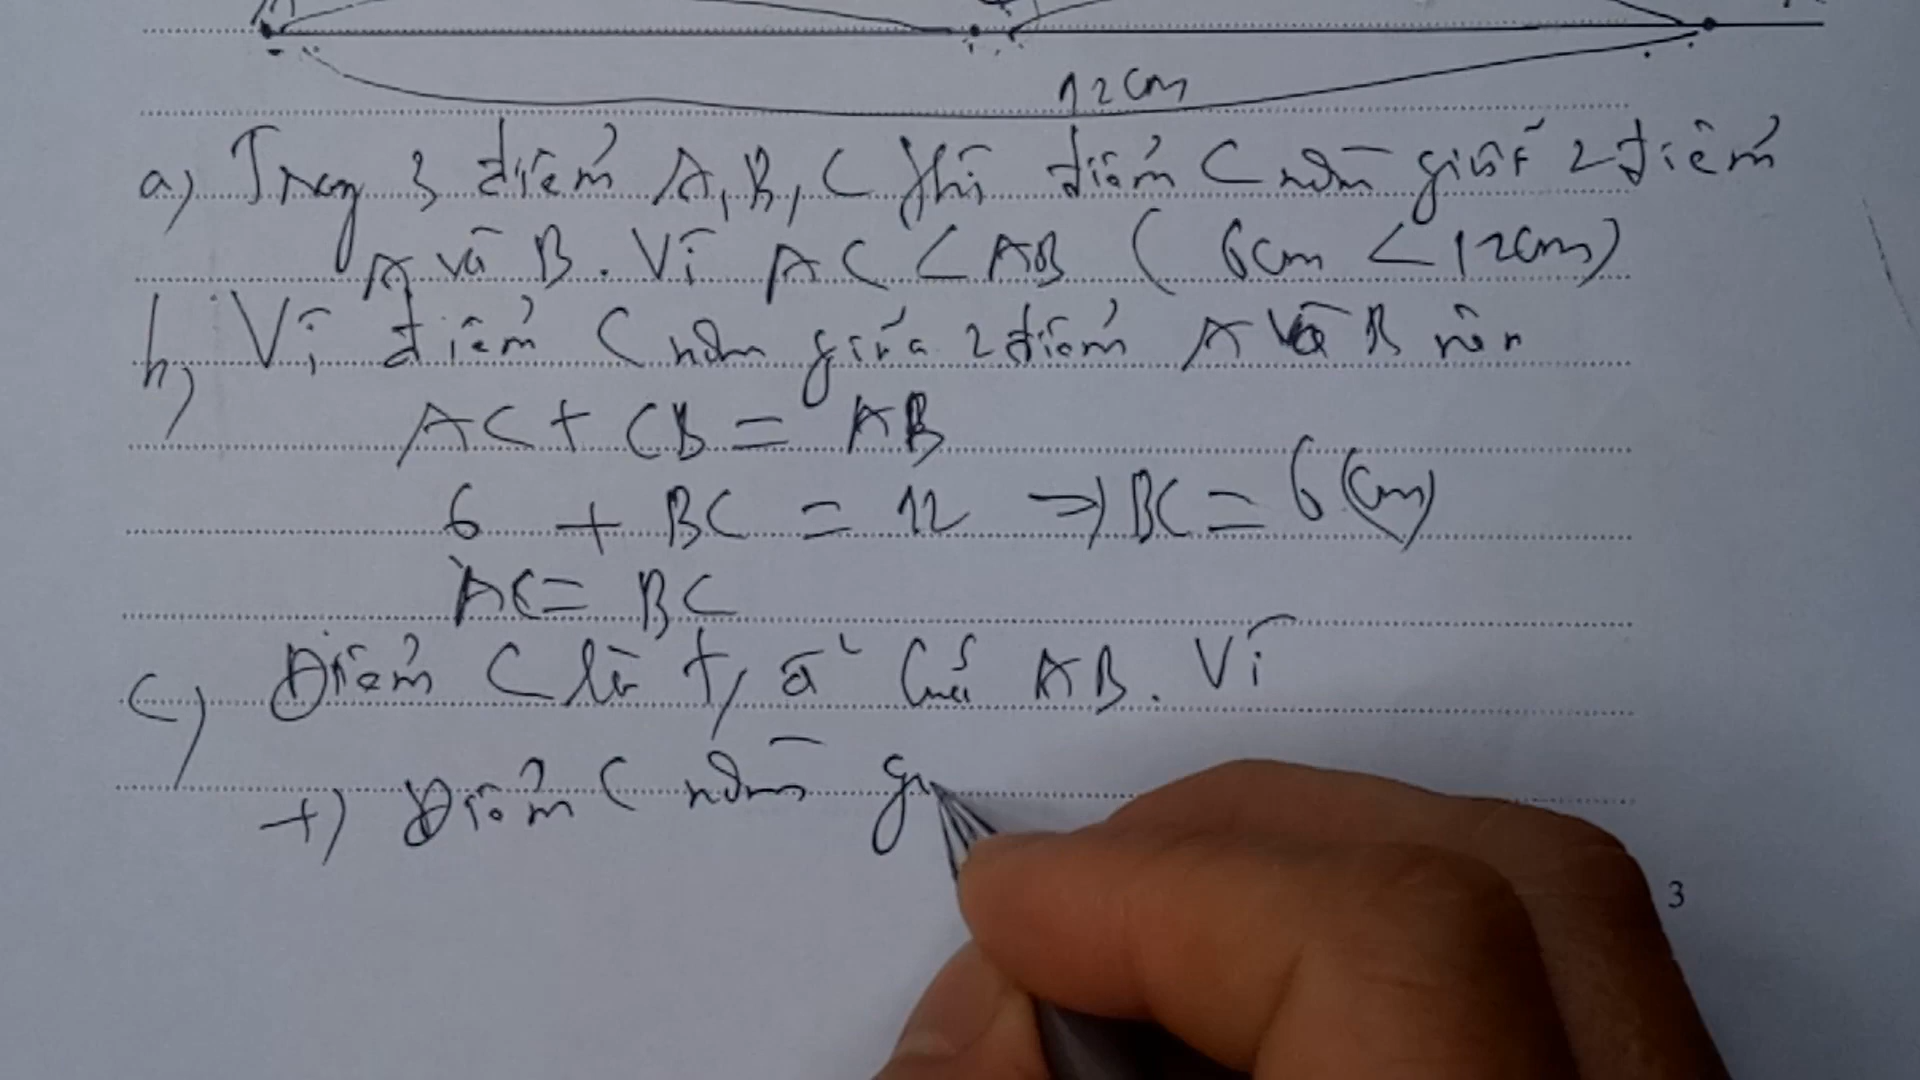 12cm
a) Trong 3 điểm A, B, C thì điểm C nằm giữa 2 điểm
A và B. Vì AC < AB ( 6cm < 12cm)
b) Vì điểm C nằm giữa 2 điểm A và B nên
AC + CB = AB
6 + BC = 12 => BC = 6 (cm)
AC = BC
c) Điểm C là t/đ của AB. Vì
+) Điểm C nằm gi
3